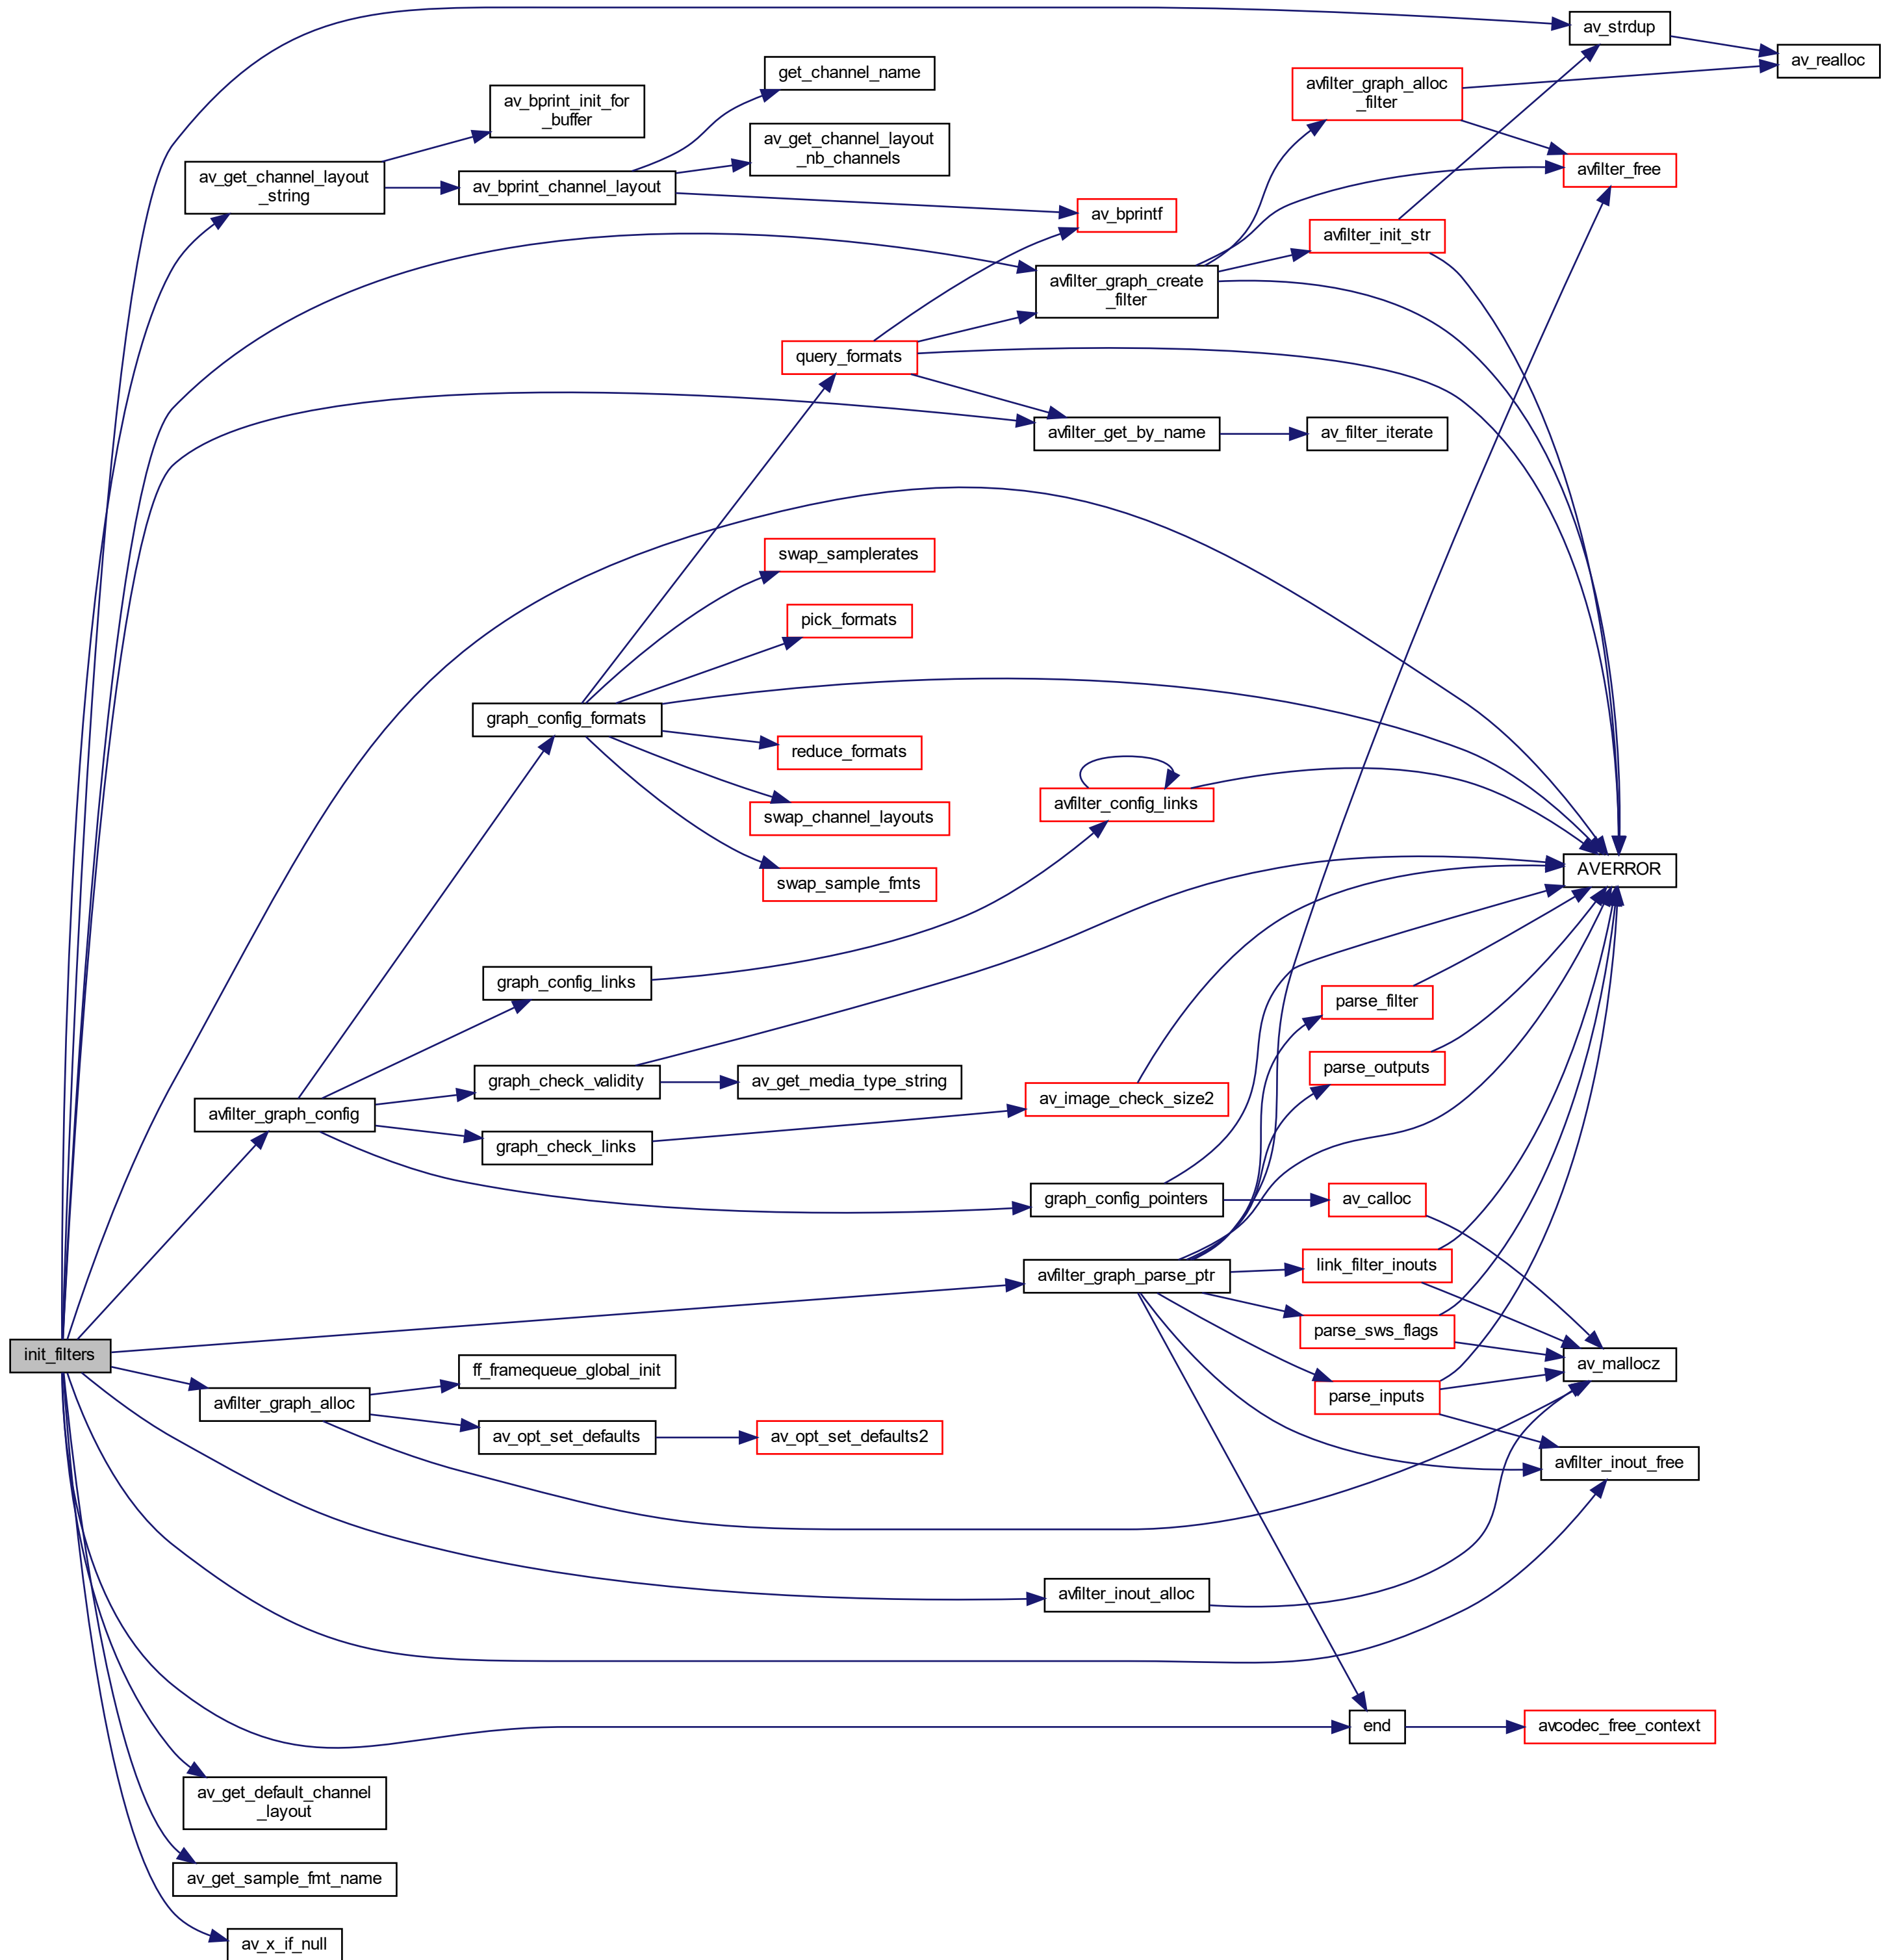 av_strdup
av_realloc
get_channel_name
avfilter_graph_alloc
_filter
av_bprint_init_for
_buffer
av_get_channel_layout
_nb_channels
av_get_channel_layout
_string
av_bprint_channel_layout
avfilter_free
av_bprintf
avfilter_init_str
avfilter_graph_create
_filter
query_formats
avfilter_get_by_name
av_filter_iterate
swap_samplerates
pick_formats
graph_config_formats
reduce_formats
avfilter_config_links
swap_channel_layouts
AVERROR
swap_sample_fmts
graph_config_links
parse_filter
parse_outputs
graph_check_validity
av_get_media_type_string
av_image_check_size2
avfilter_graph_config
graph_check_links
graph_config_pointers
av_calloc
avfilter_graph_parse_ptr
link_filter_inouts
parse_sws_flags
init_filters
av_mallocz
ff_framequeue_global_init
avfilter_graph_alloc
parse_inputs
av_opt_set_defaults
av_opt_set_defaults2
avfilter_inout_free
avfilter_inout_alloc
end
avcodec_free_context
av_get_default_channel
_layout
av_get_sample_fmt_name
av_x_if_null